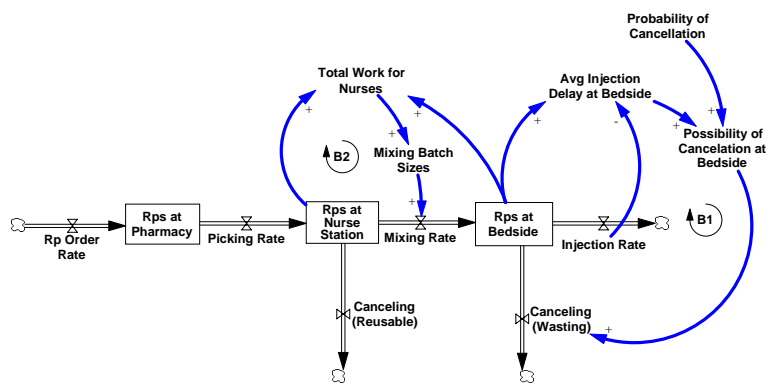 Probability of
Cancellation
Total Work for
Nurses
Avg Injection
Delay at Bedside
+
+
+
+
+
-
+
B2
Mixing Batch
Sizes
Possibility of
Cancelation at
Bedside
+
Rps at
Pharmacy
Rps at
Nurse
Station
Rps at
Bedside
B1
Rp Order
Rate
Picking Rate
Mixing Rate
Injection Rate
Canceling
(Reusable)
Canceling
(Wasting)
+